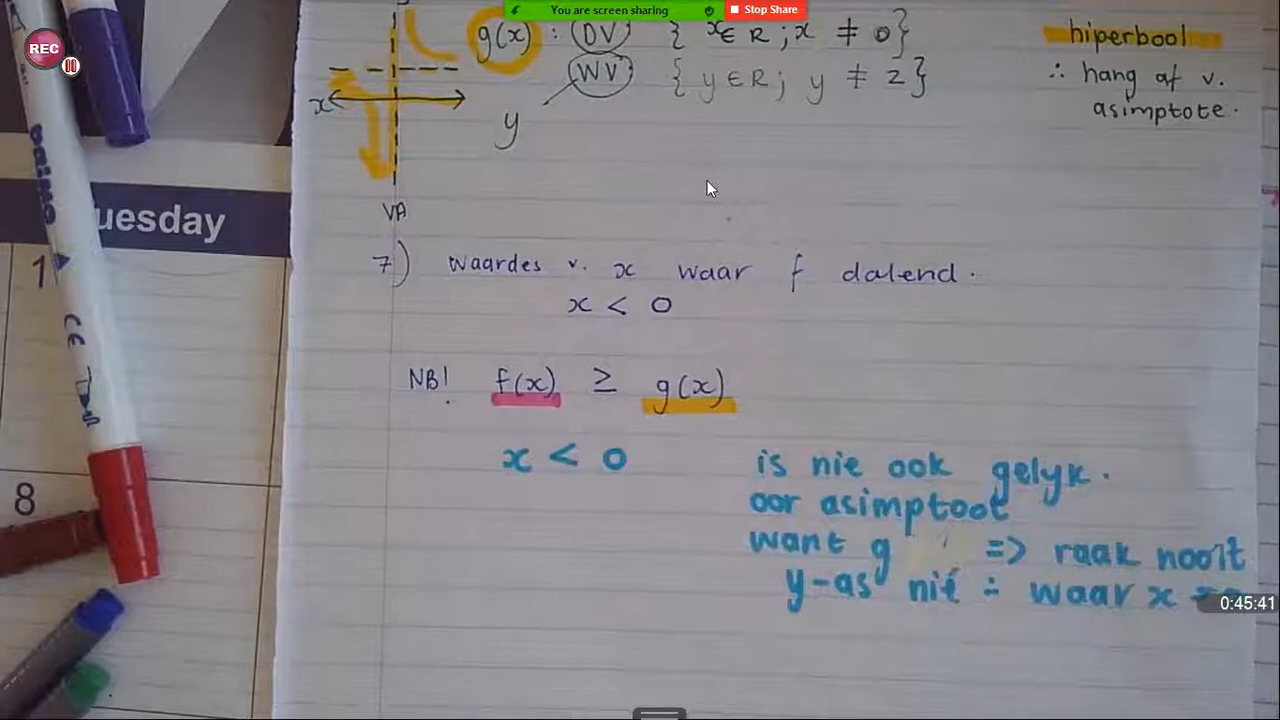 You are screen sharing Stop Share
REC
g(x) : DV { x ∈ R ; x ≠ 0}
WV { y ∈ R ; y ≠ 2 }
hiperbool
∴ hang af v.
asimptote.
x
y
VA
Tuesday
1
8
CE
7) waardes v. x waar f dalend.
x < 0
NB! f(x) ≥ g(x)
x < 0
is nie ook gelyk.
oor asimptoot
want g => raak nooit
y-as nie ∴ waar x
0:45:41